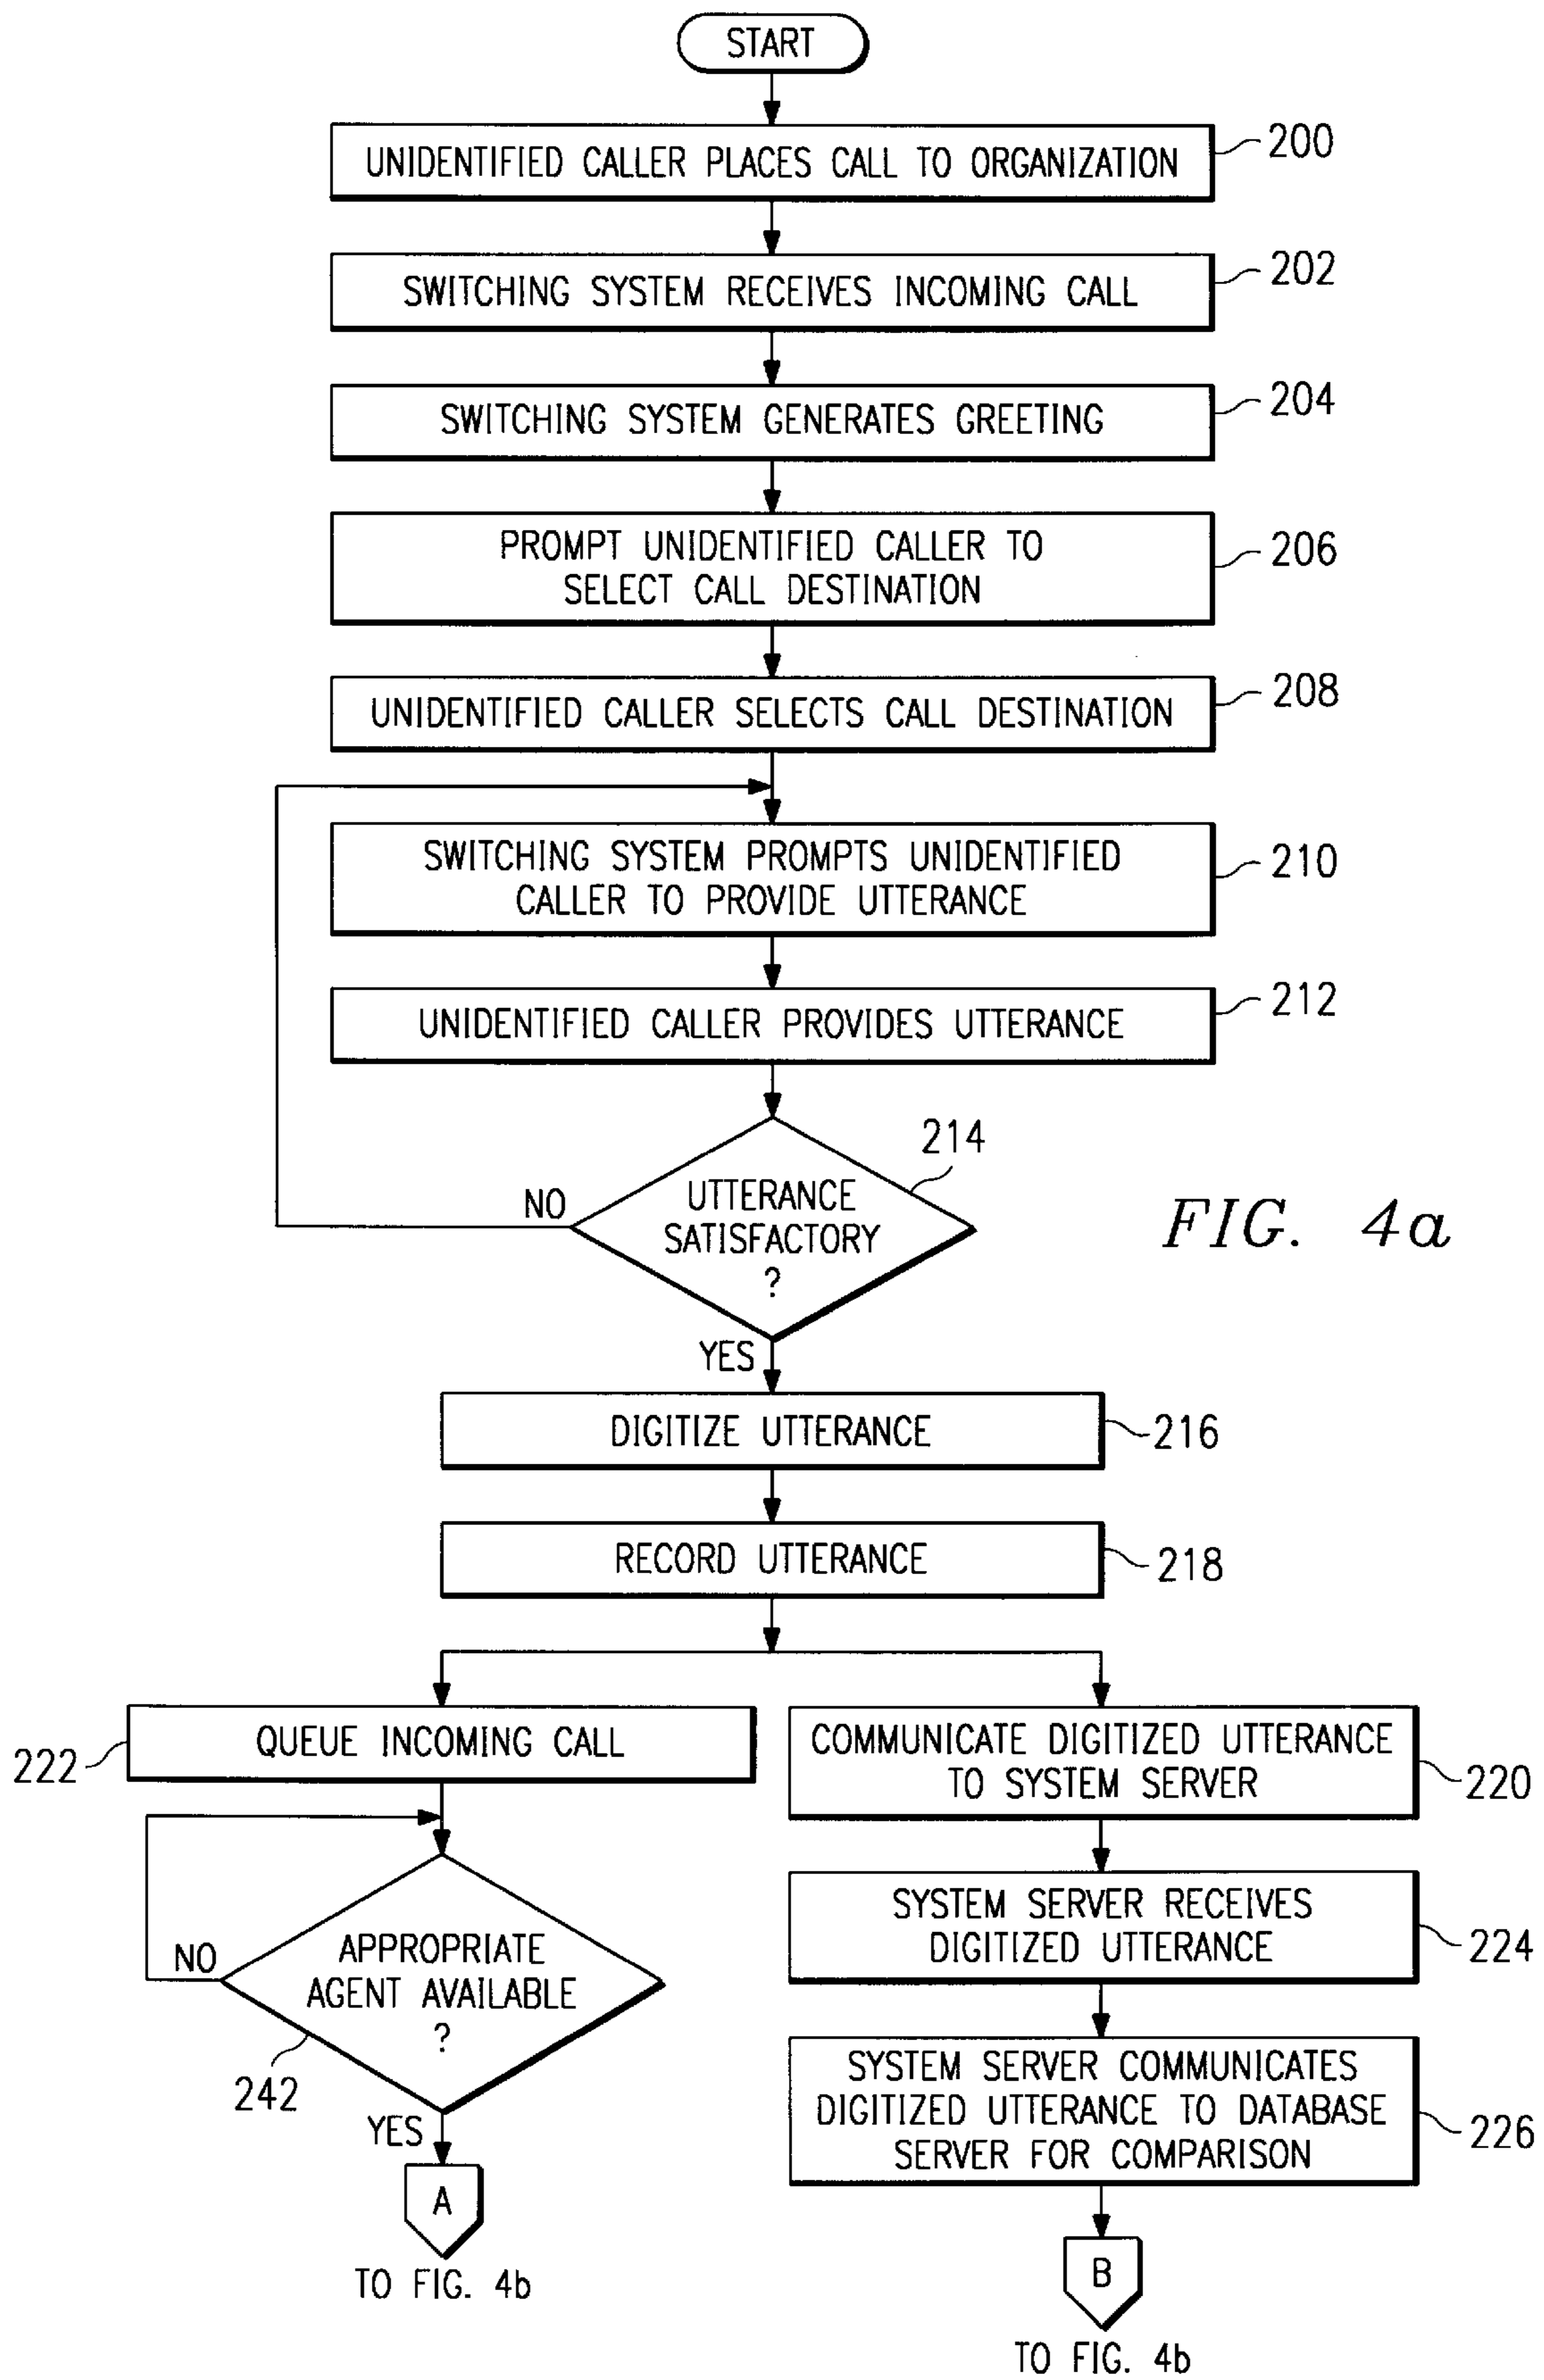 START
UNIDENTIFIED CALLER PLACES CALL TO ORGANIZATION
200
SWITCHING SYSTEM RECEIVES INCOMING CALL
202
SWITCHING SYSTEM GENERATES GREETING
204
PROMPT UNIDENTIFIED CALLER TO
SELECT CALL DESTINATION
206
UNIDENTIFIED CALLER SELECTS CALL DESTINATION
208
SWITCHING SYSTEM PROMPTS UNIDENTIFIED
CALLER TO PROVIDE UTTERANCE
210
UNIDENTIFIED CALLER PROVIDES UTTERANCE
212
214
UTTERANCE
SATISFACTORY
?
NO
FIG. 4a
YES
DIGITIZE UTTERANCE
216
RECORD UTTERANCE
218
QUEUE INCOMING CALL
222
COMMUNICATE DIGITIZED UTTERANCE
TO SYSTEM SERVER
220
SYSTEM SERVER RECEIVES
DIGITIZED UTTERANCE
224
NO
APPROPRIATE
AGENT AVAILABLE
?
242
YES
SYSTEM SERVER COMMUNICATES
DIGITIZED UTTERANCE TO DATABASE
SERVER FOR COMPARISON
226
A
TO FIG. 4b
B
TO FIG. 4b